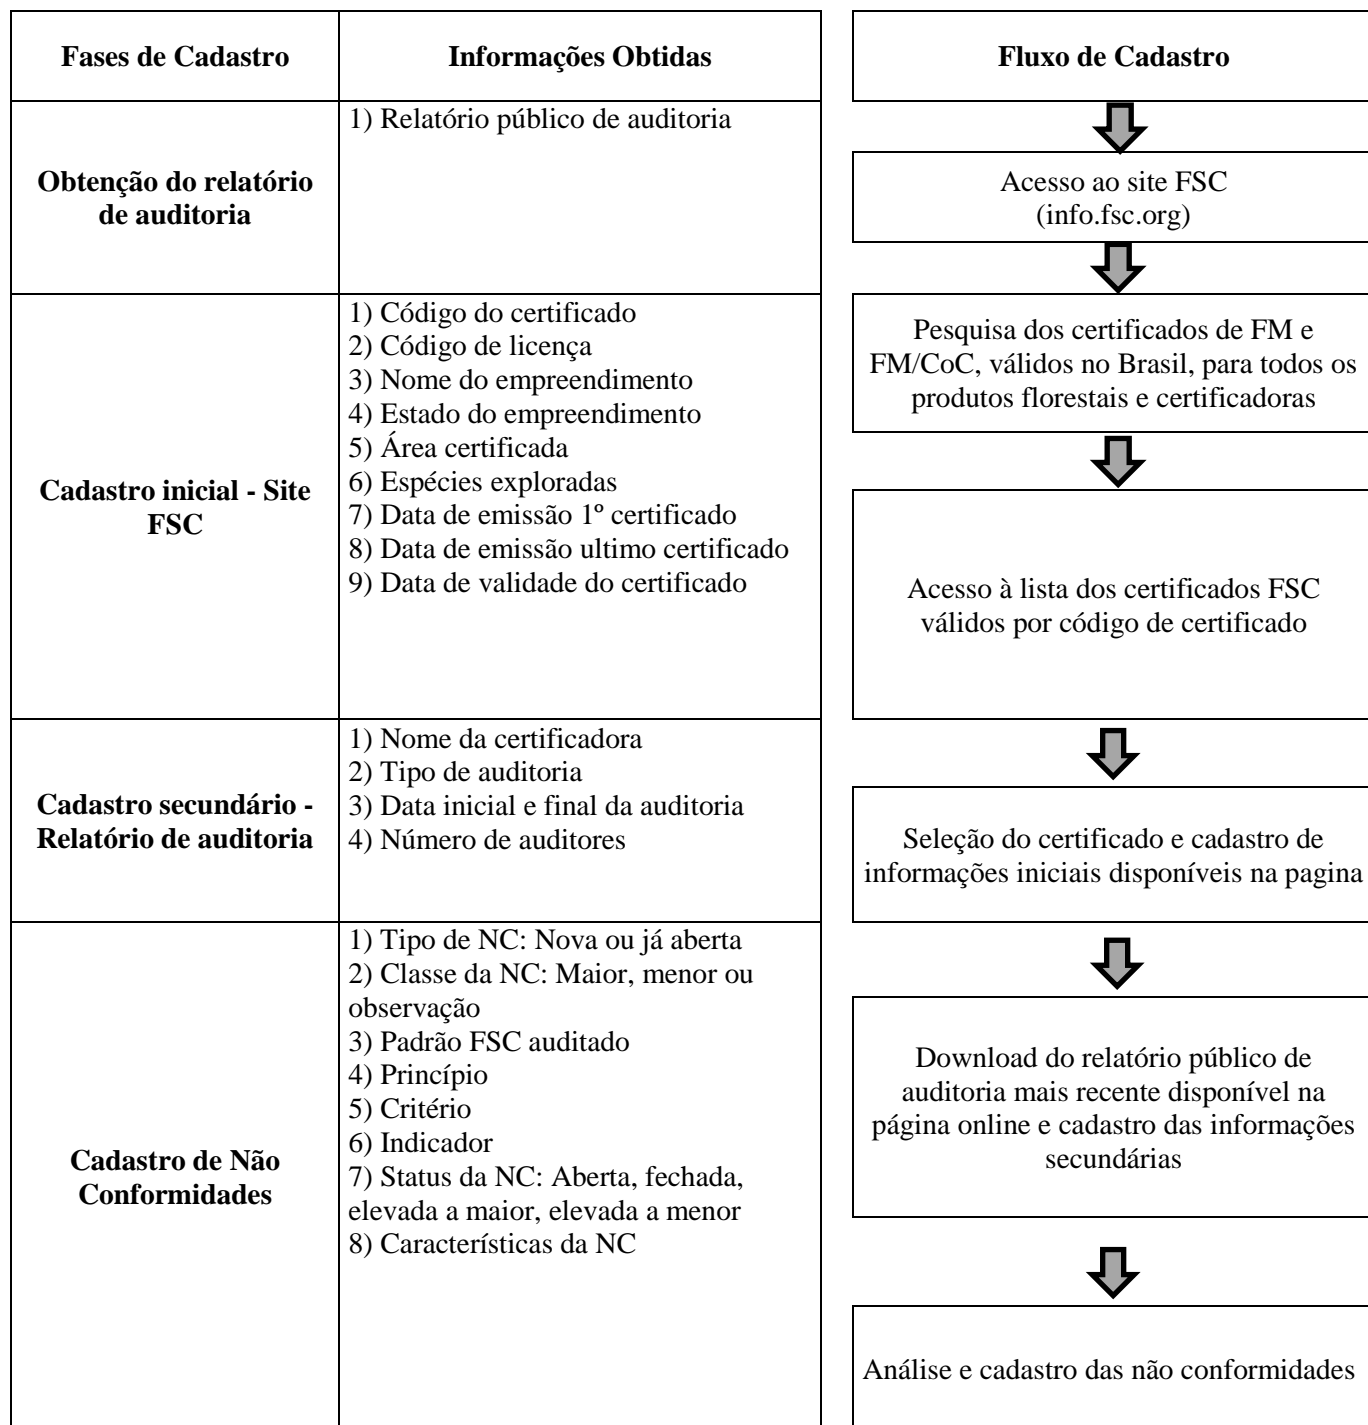 Fases de Cadastro
Informações Obtidas
Obtenção do relatório
de auditoria
1) Relatório público de auditoria
Cadastro inicial - Site
FSC
1) Código do certificado
2) Código de licença
3) Nome do empreendimento
4) Estado do empreendimento
5) Área certificada
6) Espécies exploradas
7) Data de emissão 1º certificado
8) Data de emissão ultimo certificado
9) Data de validade do certificado
Cadastro secundário -
Relatório de auditoria
1) Nome da certificadora
2) Tipo de auditoria
3) Data inicial e final da auditoria
4) Número de auditores
Cadastro de Não
Conformidades
1) Tipo de NC: Nova ou já aberta
2) Classe da NC: Maior, menor ou
observação
3) Padrão FSC auditado
4) Princípio
5) Critério
6) Indicador
7) Status da NC: Aberta, fechada,
elevada a maior, elevada a menor
8) Características da NC
Fluxo de Cadastro
Acesso ao site FSC
(info.fsc.org)
Pesquisa dos certificados de FM e
FM/CoC, válidos no Brasil, para todos os
produtos florestais e certificadoras
Acesso à lista dos certificados FSC
válidos por código de certificado
Seleção do certificado e cadastro de
informações iniciais disponíveis na pagina
Download do relatório público de
auditoria mais recente disponível na
página online e cadastro das informações
secundárias
Análise e cadastro das não conformidades